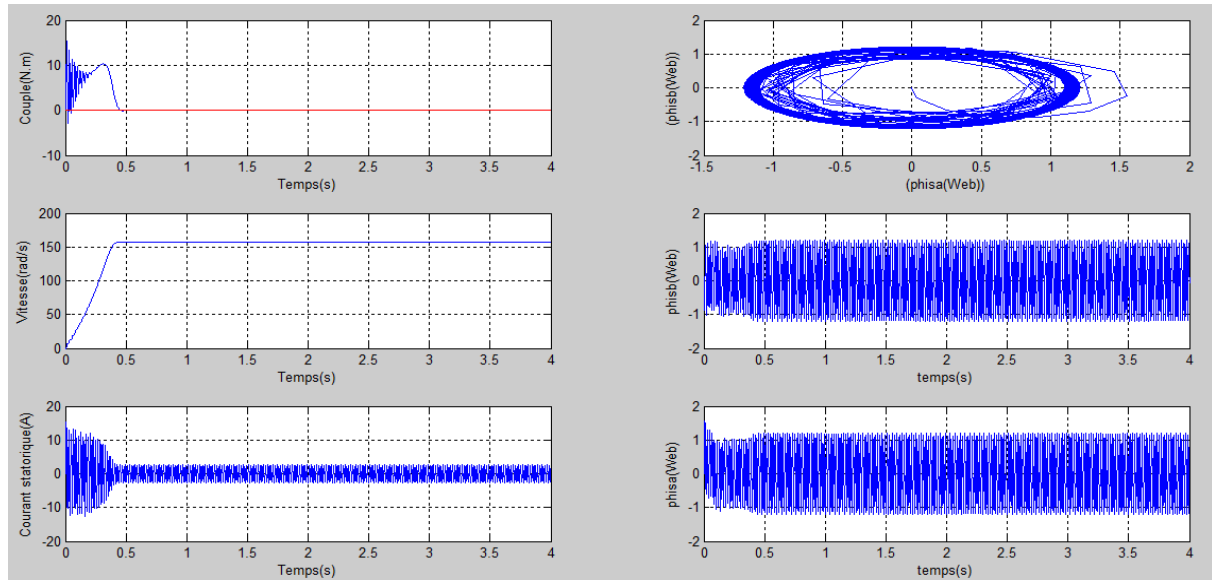 Couple(N.m)
20
10
0
-10
0 0.5 1 1.5 2 2.5 3 3.5 4
Temps(s)
(phisb(Web))
2
1
0
-1
-2
-1.5 -1 -0.5 0 0.5 1 1.5 2
(phisa(Web))
Vitesse(rad/s)
200
150
100
50
0
0 0.5 1 1.5 2 2.5 3 3.5 4
Temps(s)
phisb(Web)
2
1
0
-1
-2
0 0.5 1 1.5 2 2.5 3 3.5 4
temps(s)
Courant statorique(A)
20
10
0
-10
-20
0 0.5 1 1.5 2 2.5 3 3.5 4
Temps(s)
phisa(Web)
2
1
0
-1
-2
0 0.5 1 1.5 2 2.5 3 3.5 4
temps(s)